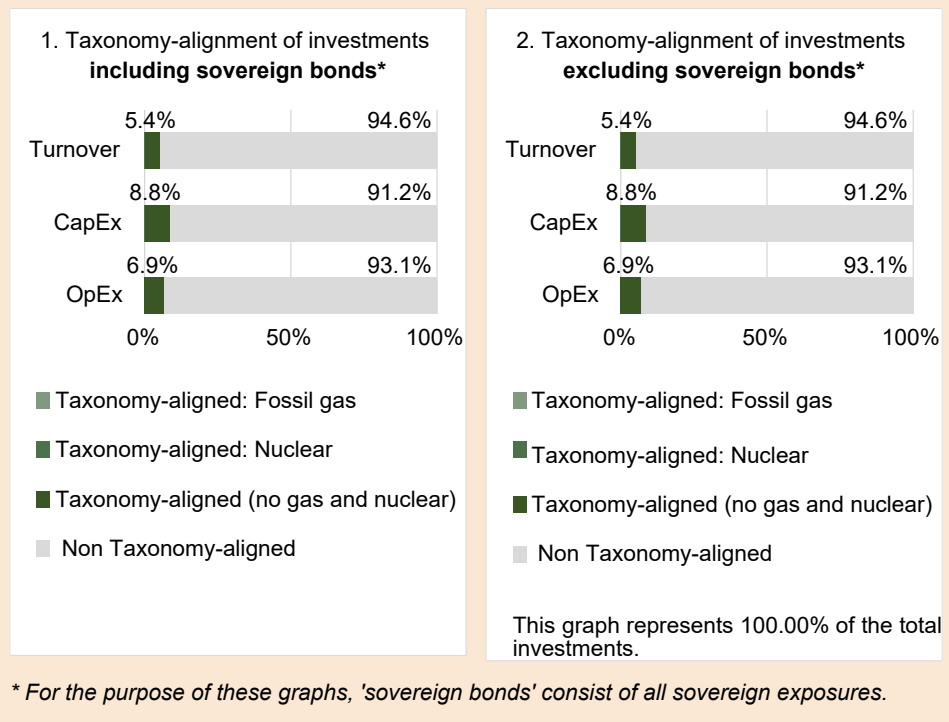 1. Taxonomy-alignment of investments
including sovereign bonds*
5.4% 94.6%
Turnover
8.8% 91.2%
CapEx
6.9% 93.1%
OpEx
0% 50% 100%
Taxonomy-aligned: Fossil gas
Taxonomy-aligned: Nuclear
Taxonomy-aligned (no gas and nuclear)
Non Taxonomy-aligned
2. Taxonomy-alignment of investments
excluding sovereign bonds*
5.4% 94.6%
Turnover
8.8% 91.2%
CapEx
6.9% 93.1%
OpEx
0% 50% 100%
Taxonomy-aligned: Fossil gas
Taxonomy-aligned: Nuclear
Taxonomy-aligned (no gas and nuclear)
Non Taxonomy-aligned
This graph represents 100.00% of the total
investments.
* For the purpose of these graphs, 'sovereign bonds' consist of all sovereign exposures.